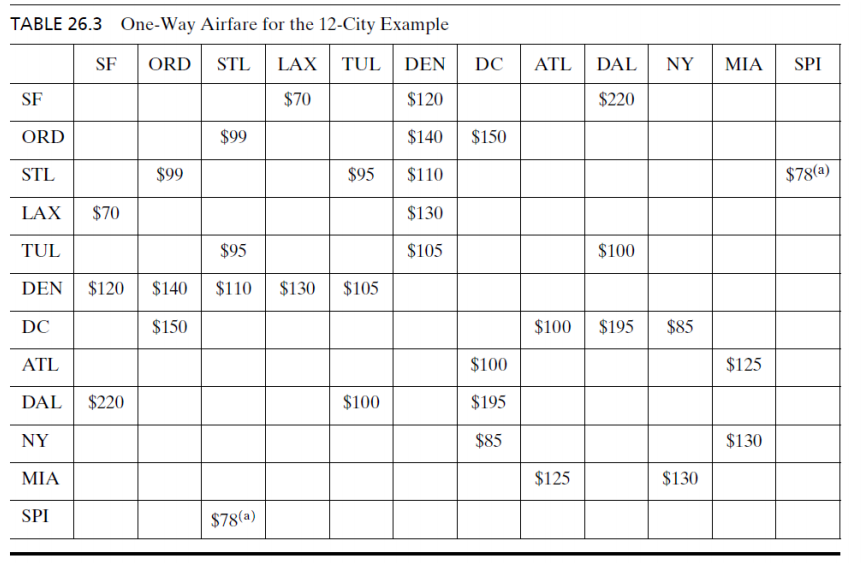 TABLE 26.3 One-Way Airfare for the 12-City Example
SF ORD STL LAX TUL DEN DC ATL DAL NY MIA SPI
SF $70 $120 $220
ORD $99 $140 $150
STL $99 $95 $110 $78(a)
LAX $70 $130
TUL $95 $105 $100
DEN $120 $140 $110 $130 $105
DC $150 $100 $195 $85
ATL $100 $125
DAL $220 $100 $195
NY $85 $130
MIA $125 $130
SPI $78(a)